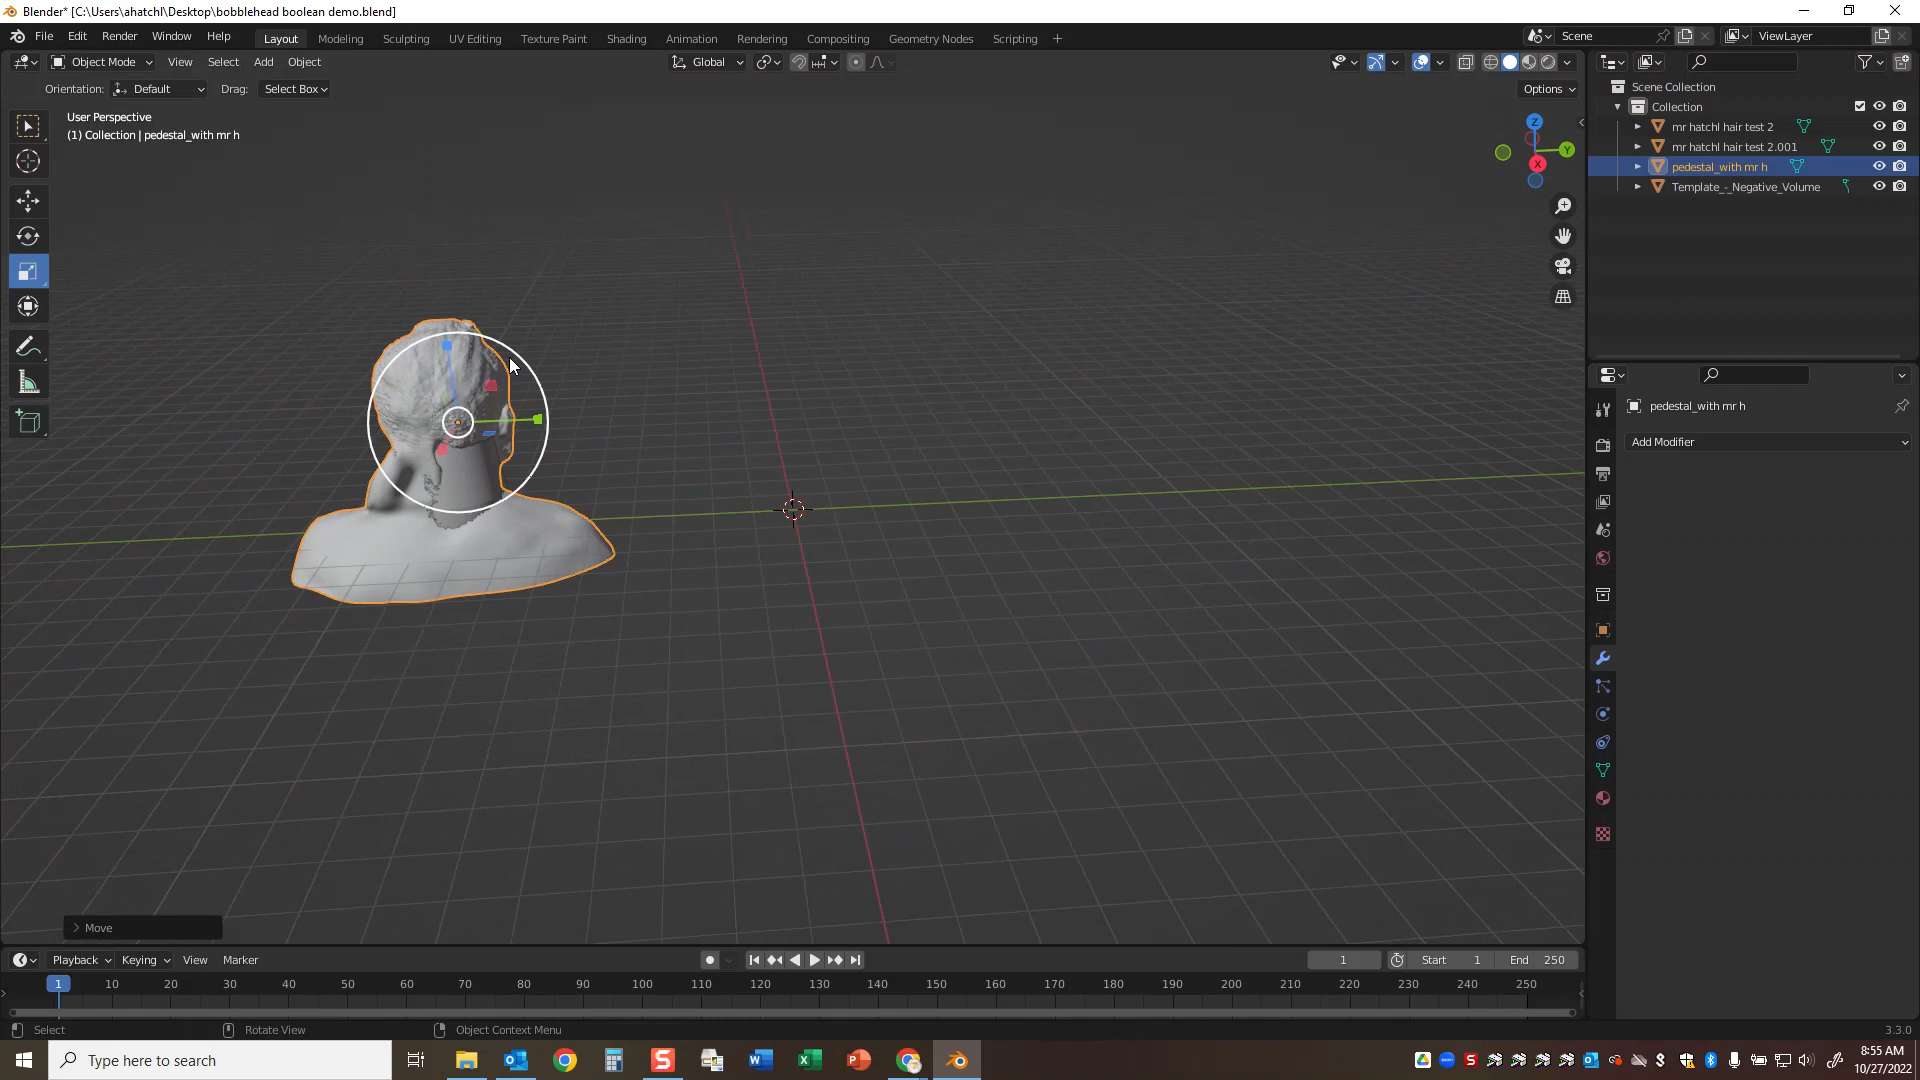 Blender* [C:\Users\ahatchl\Desktop\bobblehead boolean demo.blend]
File Edit Render Window Help Layout Modeling Sculpting UV Editing Texture Paint Shading Animation Rendering Compositing Geometry Nodes Scripting + Scene ViewLayer
Object Mode View Select Add Object Global
Orientation: Default Drag: Select Box Options
User Perspective
(1) Collection | pedestal_with mr h
Z
Y
X
Scene Collection
Collection
mr hatchl hair test 2
mr hatchl hair test 2.001
pedestal_with mr h
Template_-_Negative_Volume
pedestal_with mr h
Add Modifier
Move
Playback Keying View Marker 1 Start 1 End 250
1 10 20 30 40 50 60 70 80 90 100 110 120 130 140 150 160 170 180 190 200 210 220 230 240 250
Select Rotate View Object Context Menu 3.3.0
Type here to search
8:55 AM
10/27/2022